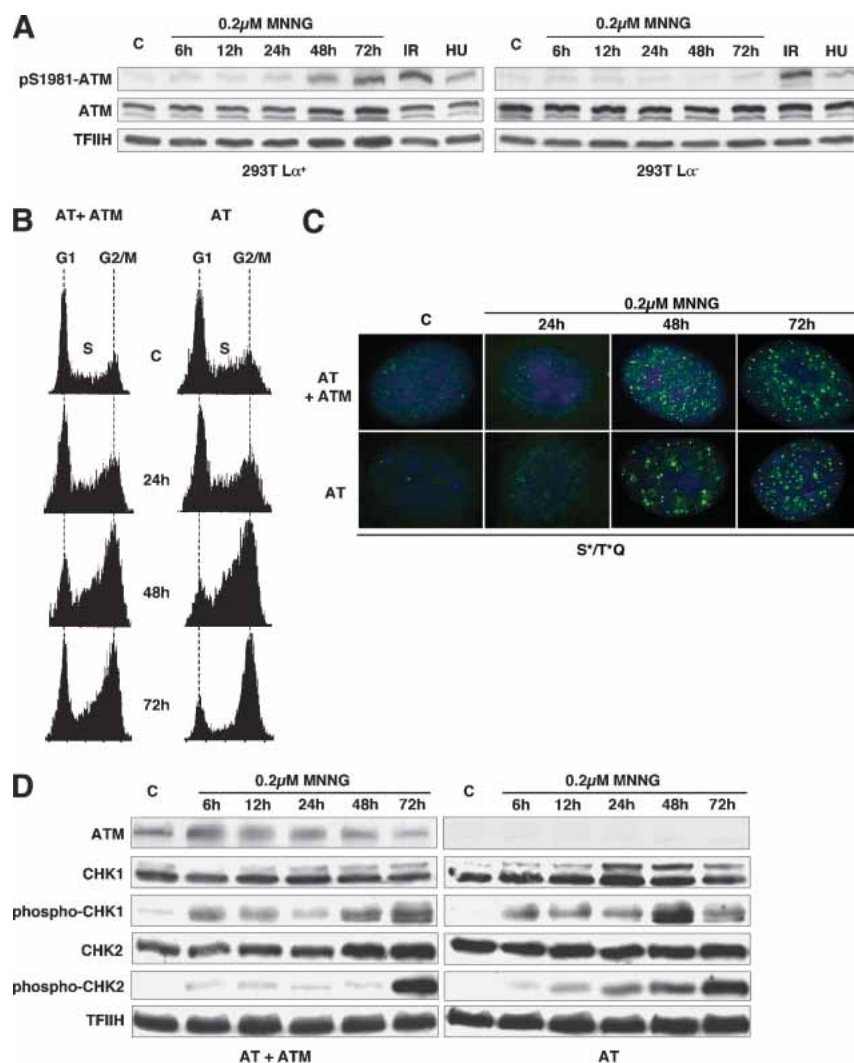 A
0.2µM MNNG 0.2µM MNNG
C 6h 12h 24h 48h 72h IR HU C 6h 12h 24h 48h 72h IR HU
pS1981-ATM
ATM
TFIIH
293T Lα+ 293T Lα-
B
AT+ ATM AT
G1 G2/M G1 G2/M
S C S
24h
48h
72h
C
0.2µM MNNG
C 24h 48h 72h
AT
+ ATM
AT
S*/T*Q
D
0.2µM MNNG 0.2µM MNNG
C 6h 12h 24h 48h 72h C 6h 12h 24h 48h 72h
ATM
CHK1
phospho-CHK1
CHK2
phospho-CHK2
TFIIH
AT + ATM AT